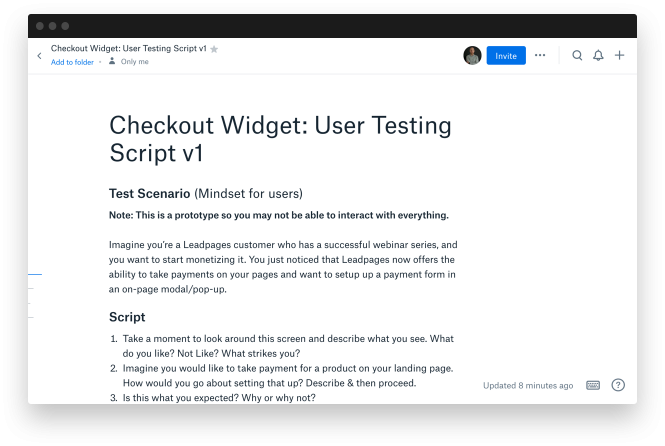 Checkout Widget: User Testing Script v1
Add to folder · Only me
Invite
Checkout Widget: User Testing
Script v1
Test Scenario (Mindset for users)
Note: This is a prototype so you may not be able to interact with everything.
Imagine you're a Leadpages customer who has a successful webinar series, and
you want to start monetizing it. You just noticed that Leadpages now offers the
ability to take payments on your pages and want to setup up a payment form in
an on-page modal/pop-up.
Script
1. Take a moment to look around this screen and describe what you see. What
do you like? Not Like? What strikes you?
2. Imagine you would like to take payment for a product on your landing page.
How would you go about setting that up? Describe & then proceed.
3. Is this what you expected? Why or why not?
Updated 8 minutes ago